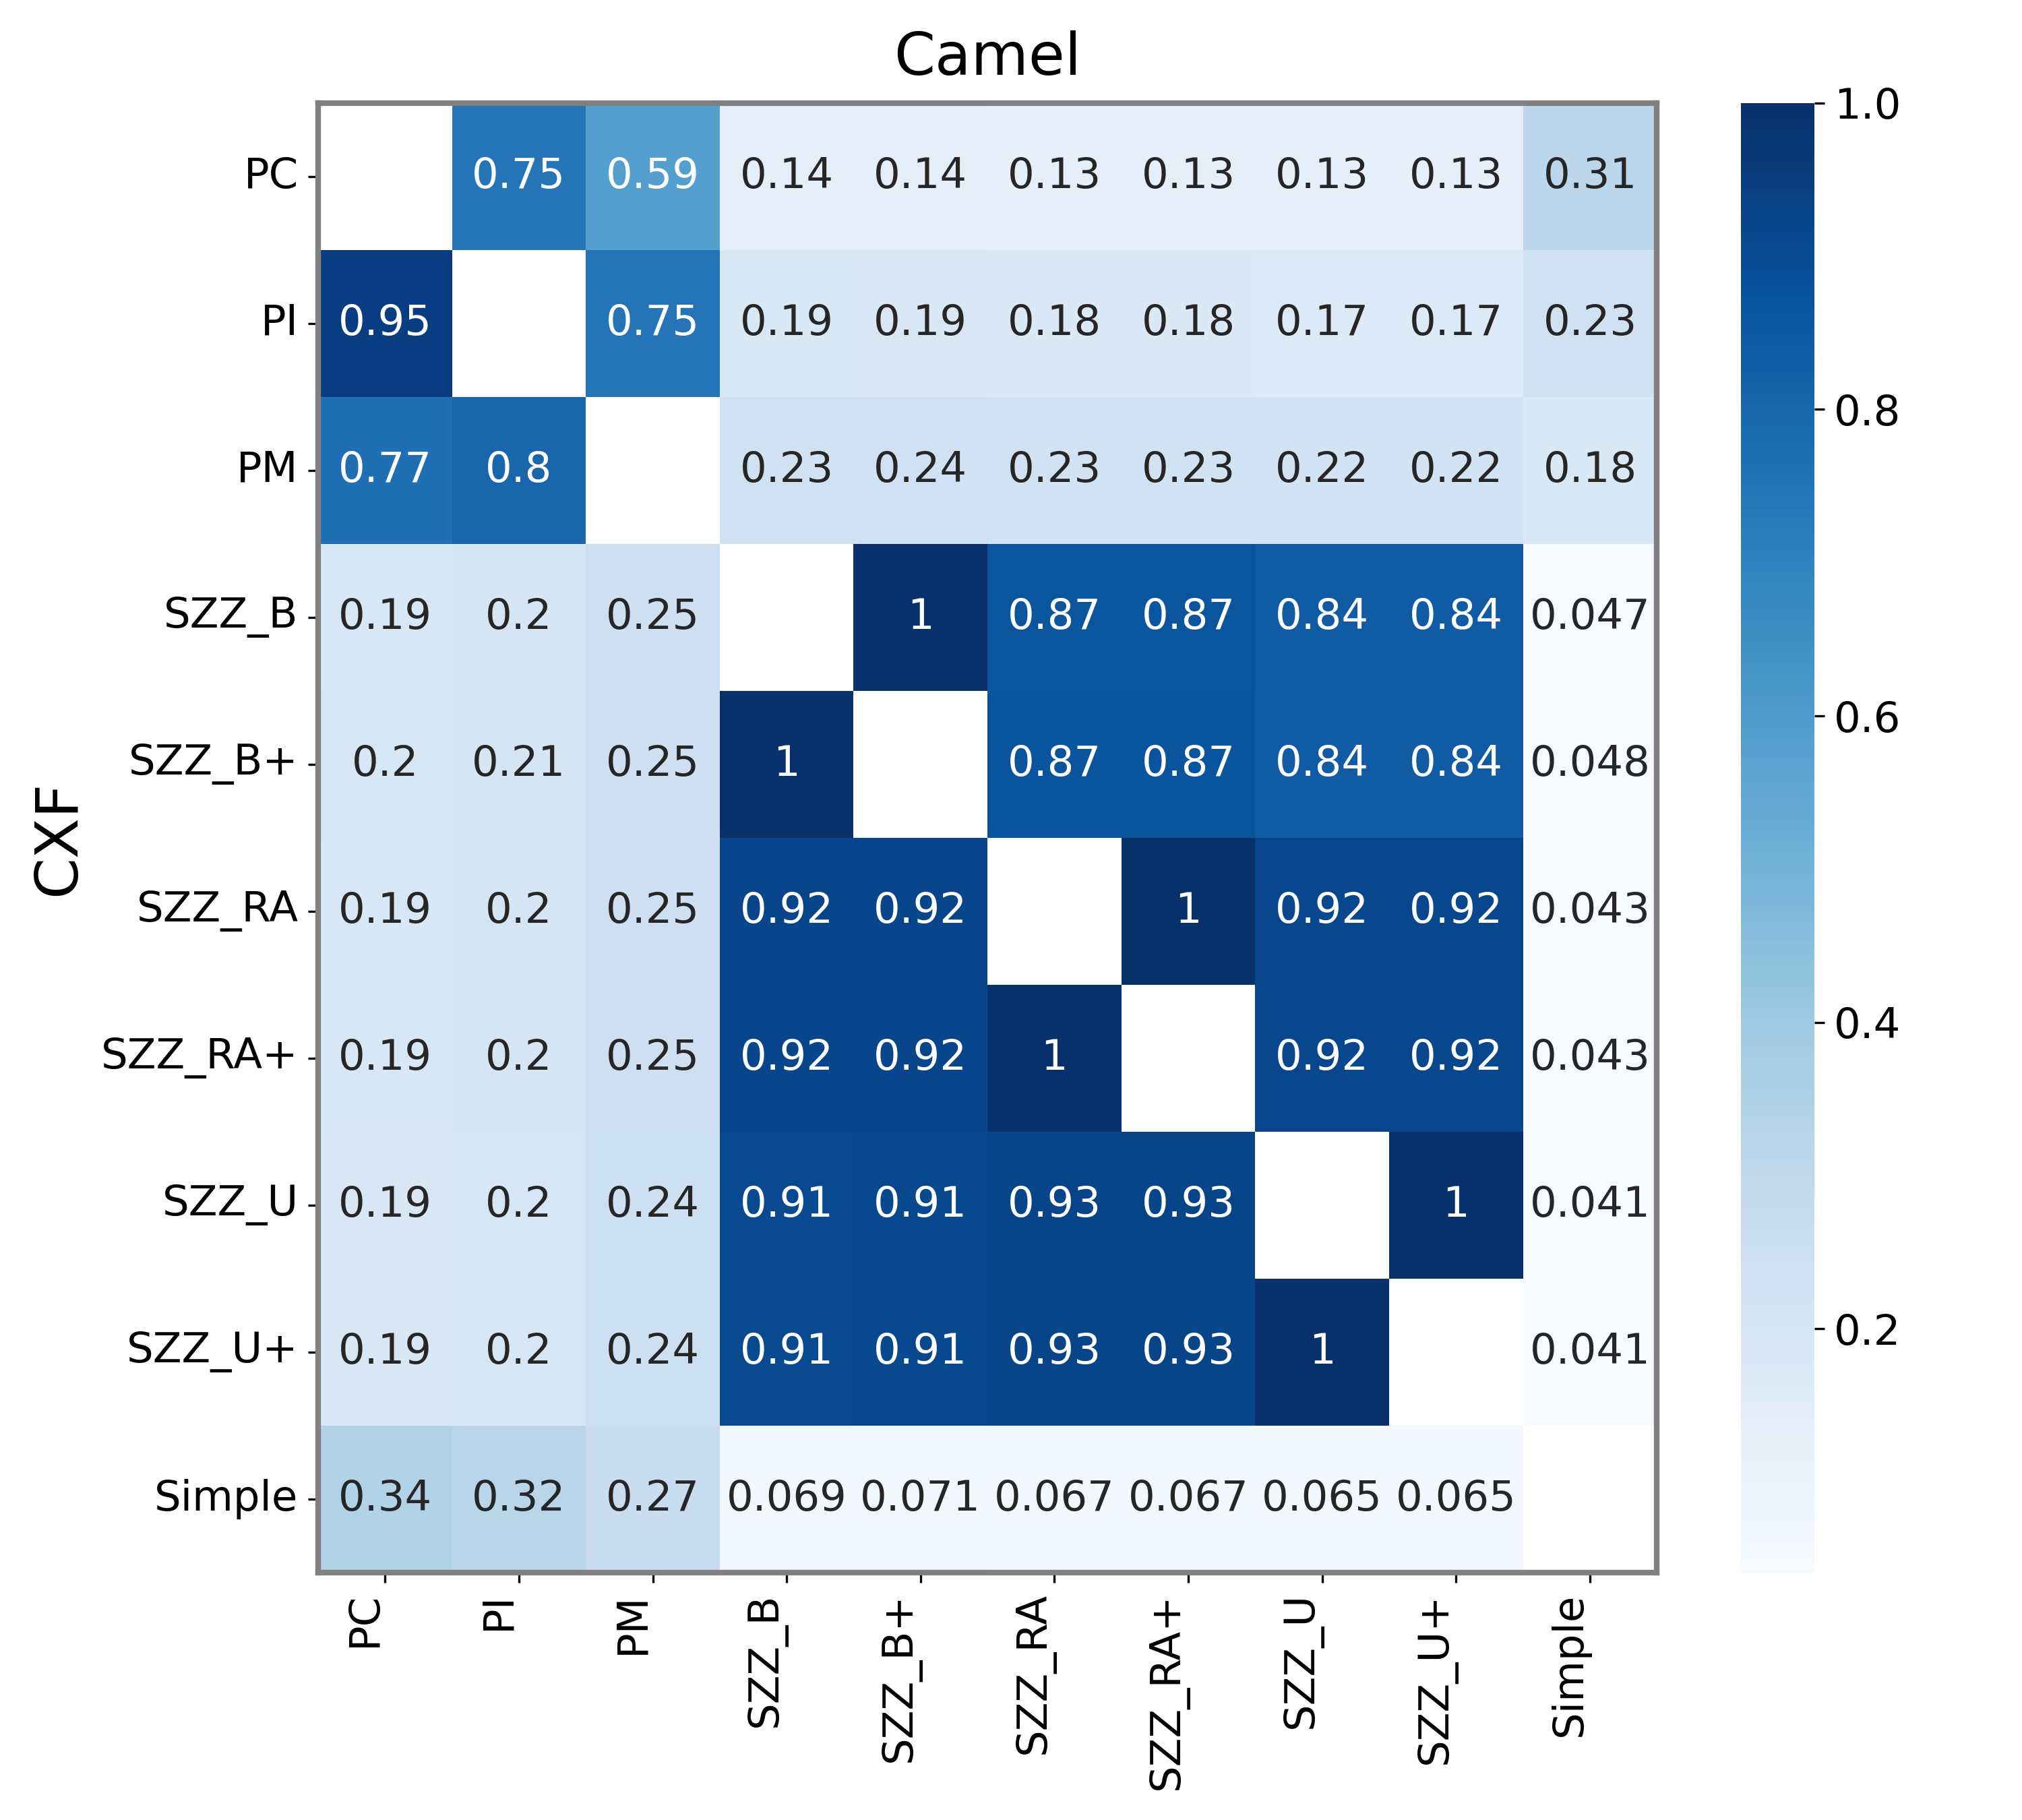 Camel
PC 0.75 0.59 0.14 0.14 0.13 0.13 0.13 0.13 0.31
PI 0.95 0.75 0.19 0.19 0.18 0.18 0.17 0.17 0.23
PM 0.77 0.8 0.23 0.24 0.23 0.23 0.22 0.22 0.18
SZZ_B 0.19 0.2 0.25 1 0.87 0.87 0.84 0.84 0.047
SZZ_B+ 0.2 0.21 0.25 1 0.87 0.87 0.84 0.84 0.048
SZZ_RA 0.19 0.2 0.25 0.92 0.92 1 0.92 0.92 0.043
SZZ_RA+ 0.19 0.2 0.25 0.92 0.92 1 0.92 0.92 0.043
SZZ_U 0.19 0.2 0.24 0.91 0.91 0.93 0.93 1 0.041
SZZ_U+ 0.19 0.2 0.24 0.91 0.91 0.93 0.93 1 0.041
Simple 0.34 0.32 0.27 0.069 0.071 0.067 0.067 0.065 0.065
PC PI PM SZZ_B SZZ_B+ SZZ_RA SZZ_RA+ SZZ_U SZZ_U+ Simple
CXF
1.0
0.8
0.6
0.4
0.2